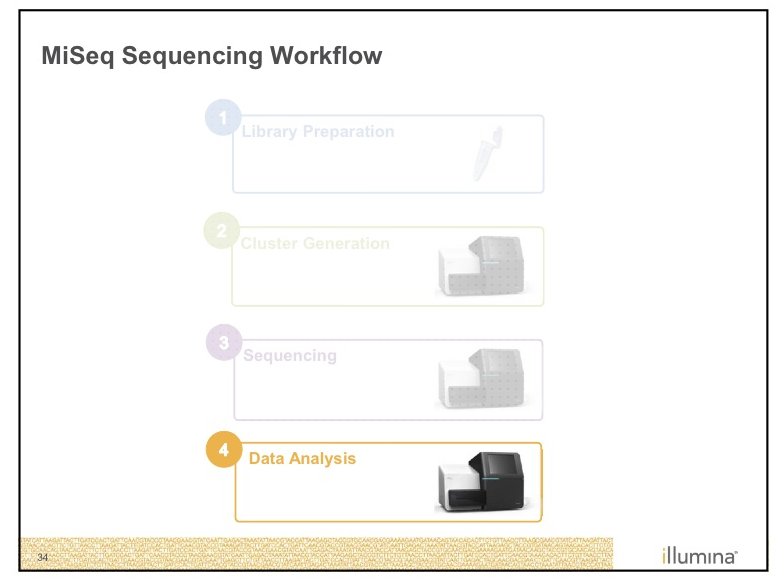 MiSeq Sequencing Workflow
1
Library Preparation
2
Cluster Generation
3
Sequencing
4
Data Analysis
34
illumina®